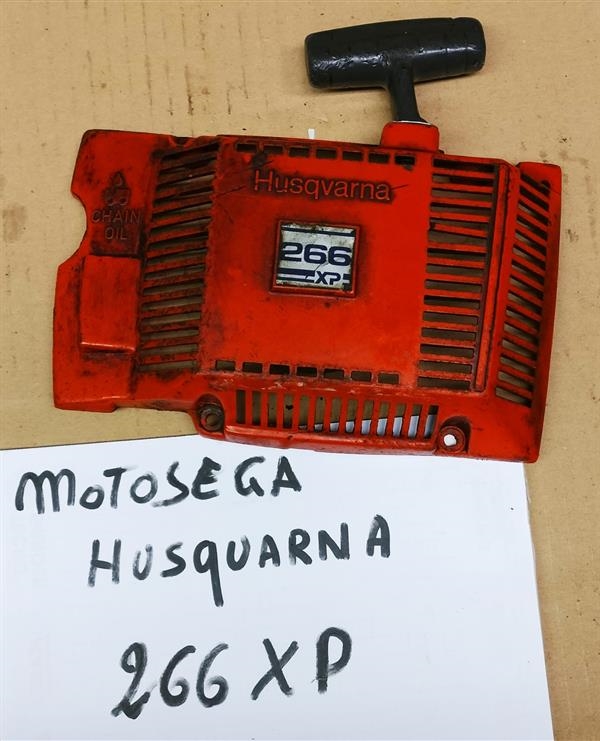 Husqvarna
CHAIN
OIL
266
XP
MOTOSEGA
HUSQUARNA
266 XP